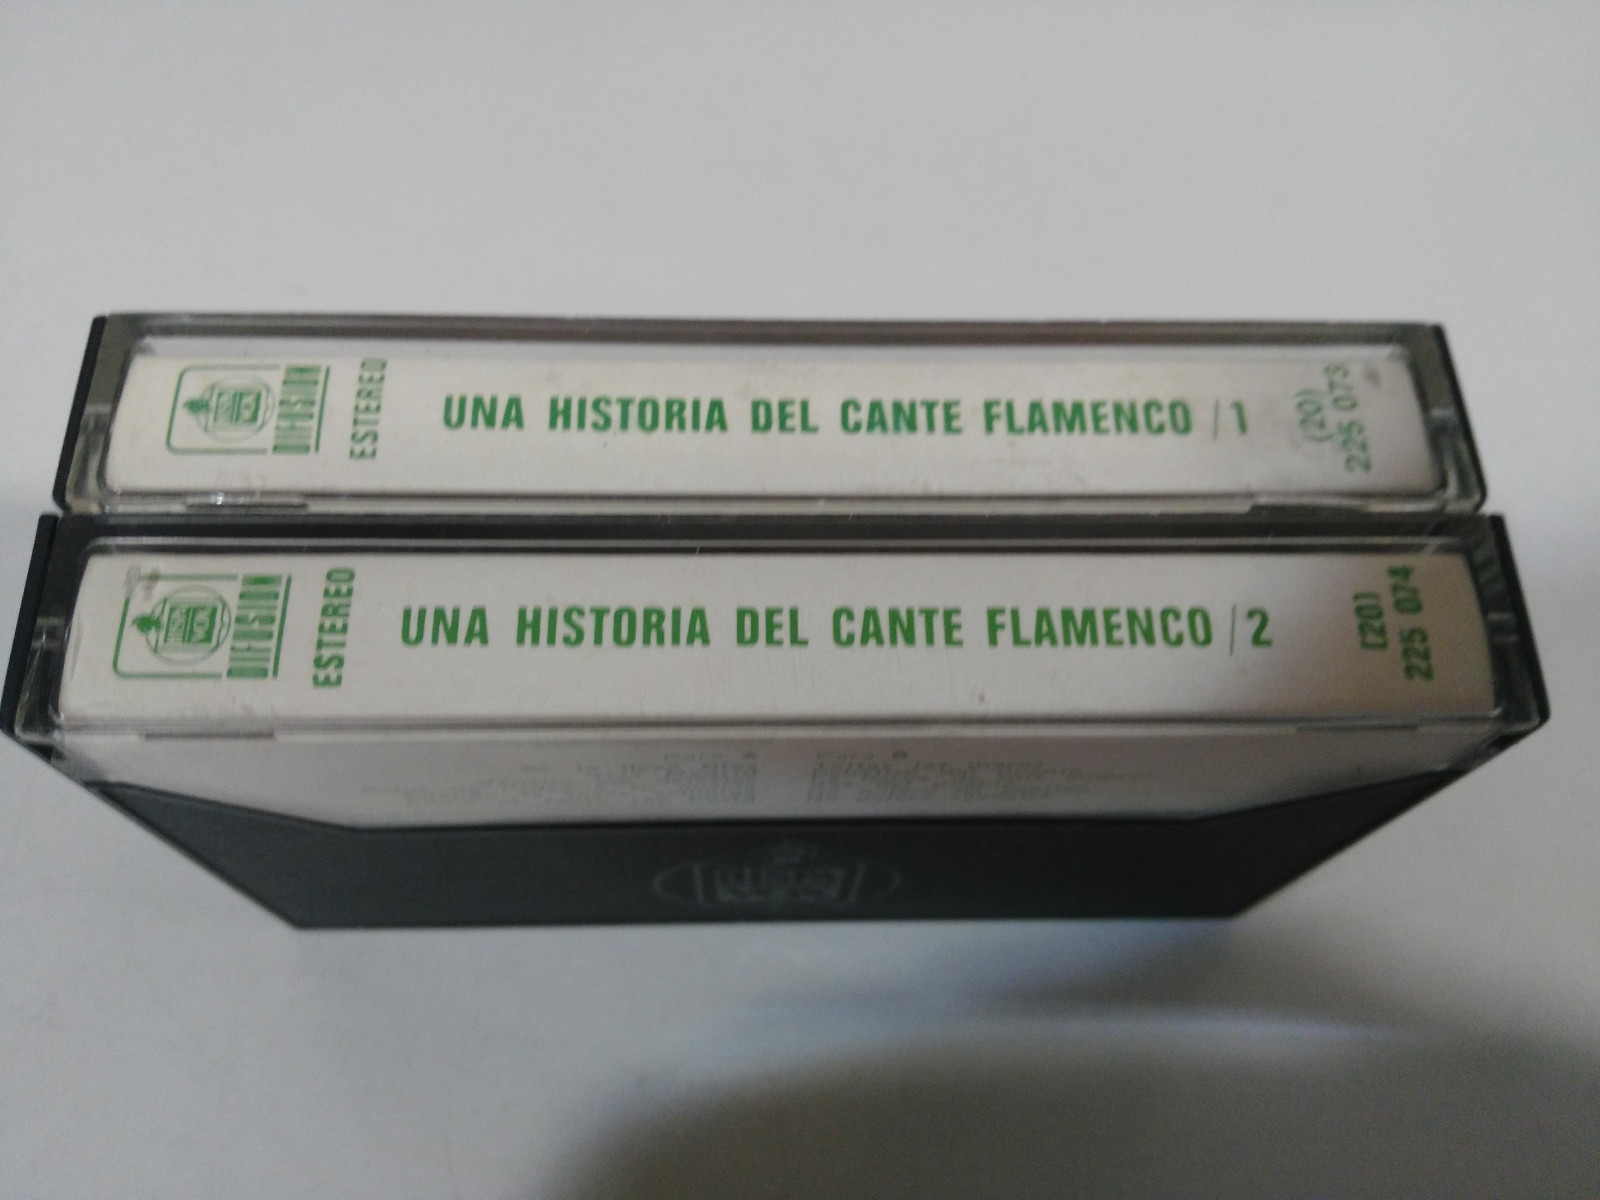 DIFUSION
ESTEREO
UNA HISTORIA DEL CANTE FLAMENCO / 1
(20)
225 073
DIFUSION
ESTEREO
UNA HISTORIA DEL CANTE FLAMENCO / 2
(20)
225 074